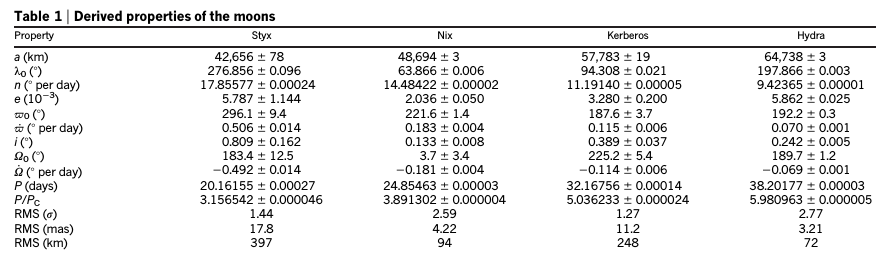 Table 1 | Derived properties of the moons
Property Styx Nix Kerberos Hydra
a (km) 42,656 ± 78 48,694 ± 3 57,783 ± 19 64,738 ± 3
λ₀ (°) 276.856 ± 0.096 63.866 ± 0.006 94.308 ± 0.021 197.866 ± 0.003
n (° per day) 17.85577 ± 0.00024 14.48422 ± 0.00002 11.19140 ± 0.00005 9.42365 ± 0.00001
e (10⁻³) 5.787 ± 1.144 2.036 ± 0.050 3.280 ± 0.200 5.862 ± 0.025
ϖ₀ (°) 296.1 ± 9.4 221.6 ± 1.4 187.6 ± 3.7 192.2 ± 0.3
ϖ̇ (° per day) 0.506 ± 0.014 0.183 ± 0.004 0.115 ± 0.006 0.070 ± 0.001
i (°) 0.809 ± 0.162 0.133 ± 0.008 0.389 ± 0.037 0.242 ± 0.005
Ω₀ (°) 183.4 ± 12.5 3.7 ± 3.4 225.2 ± 5.4 189.7 ± 1.2
Ω̇ (° per day) −0.492 ± 0.014 −0.181 ± 0.004 −0.114 ± 0.006 −0.069 ± 0.001
P (days) 20.16155 ± 0.00027 24.85463 ± 0.00003 32.16756 ± 0.00014 38.20177 ± 0.00003
P/P_C 3.156542 ± 0.000046 3.891302 ± 0.000004 5.036233 ± 0.000024 5.980963 ± 0.000005
RMS (σ) 1.44 2.59 1.27 2.77
RMS (mas) 17.8 4.22 11.2 3.21
RMS (km) 397 94 248 72